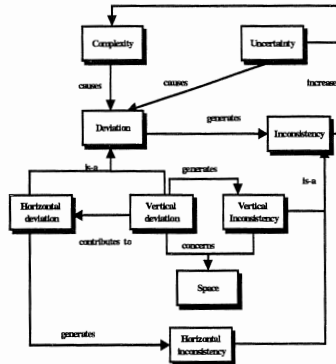 Complexity
Uncertainty
causes
causes
increase
Deviation
generates
Inconsistency
is-a
generates
is-a
Horizontal
deviation
Vertical
deviation
Vertical
Inconsistency
contributes to
concerns
Space
generates
Horizontal
inconsistency